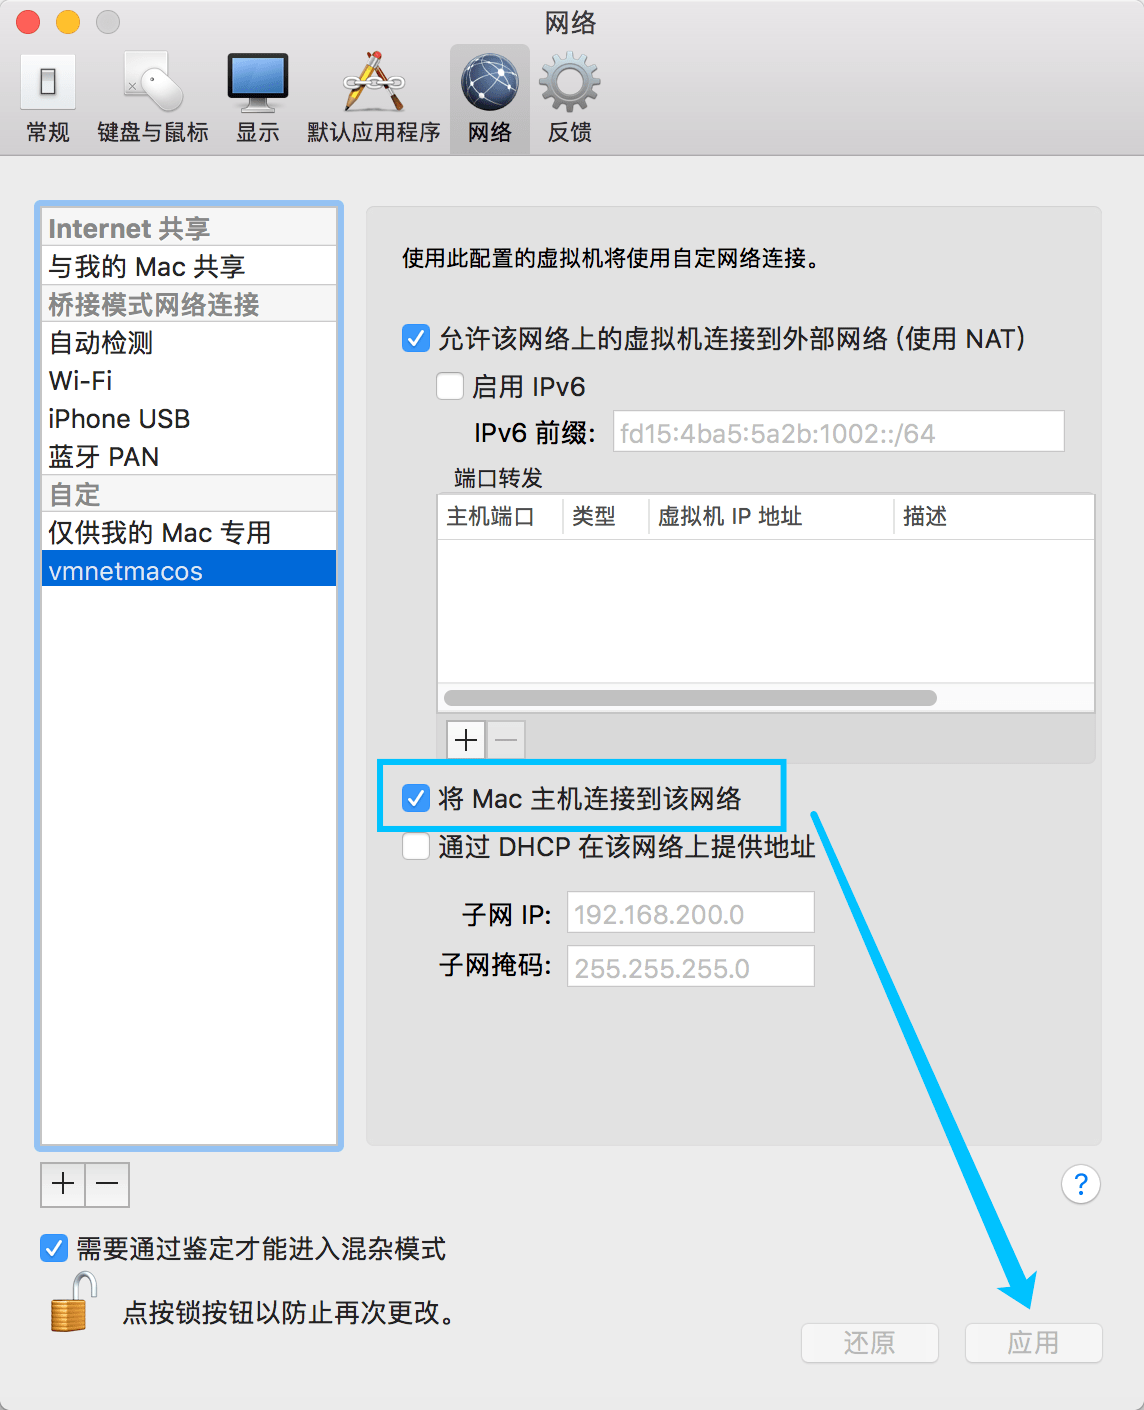 网络
常规
键盘与鼠标
显示
默认应用程序
网络
反馈
Internet 共享
与我的 Mac 共享
桥接模式网络连接
自动检测
Wi-Fi
iPhone USB
蓝牙 PAN
自定
仅供我的 Mac 专用
vmnetmacos
使用此配置的虚拟机将使用自定网络连接。
允许该网络上的虚拟机连接到外部网络 (使用 NAT)
启用 IPv6
IPv6 前缀: fd15:4ba5:5a2b:1002::/64
端口转发
主机端口 类型 虚拟机 IP 地址 描述
将 Mac 主机连接到该网络
通过 DHCP 在该网络上提供地址
子网 IP: 192.168.200.0
子网掩码: 255.255.255.0
?
需要通过鉴定才能进入混杂模式
点按锁按钮以防止再次更改。
还原 应用